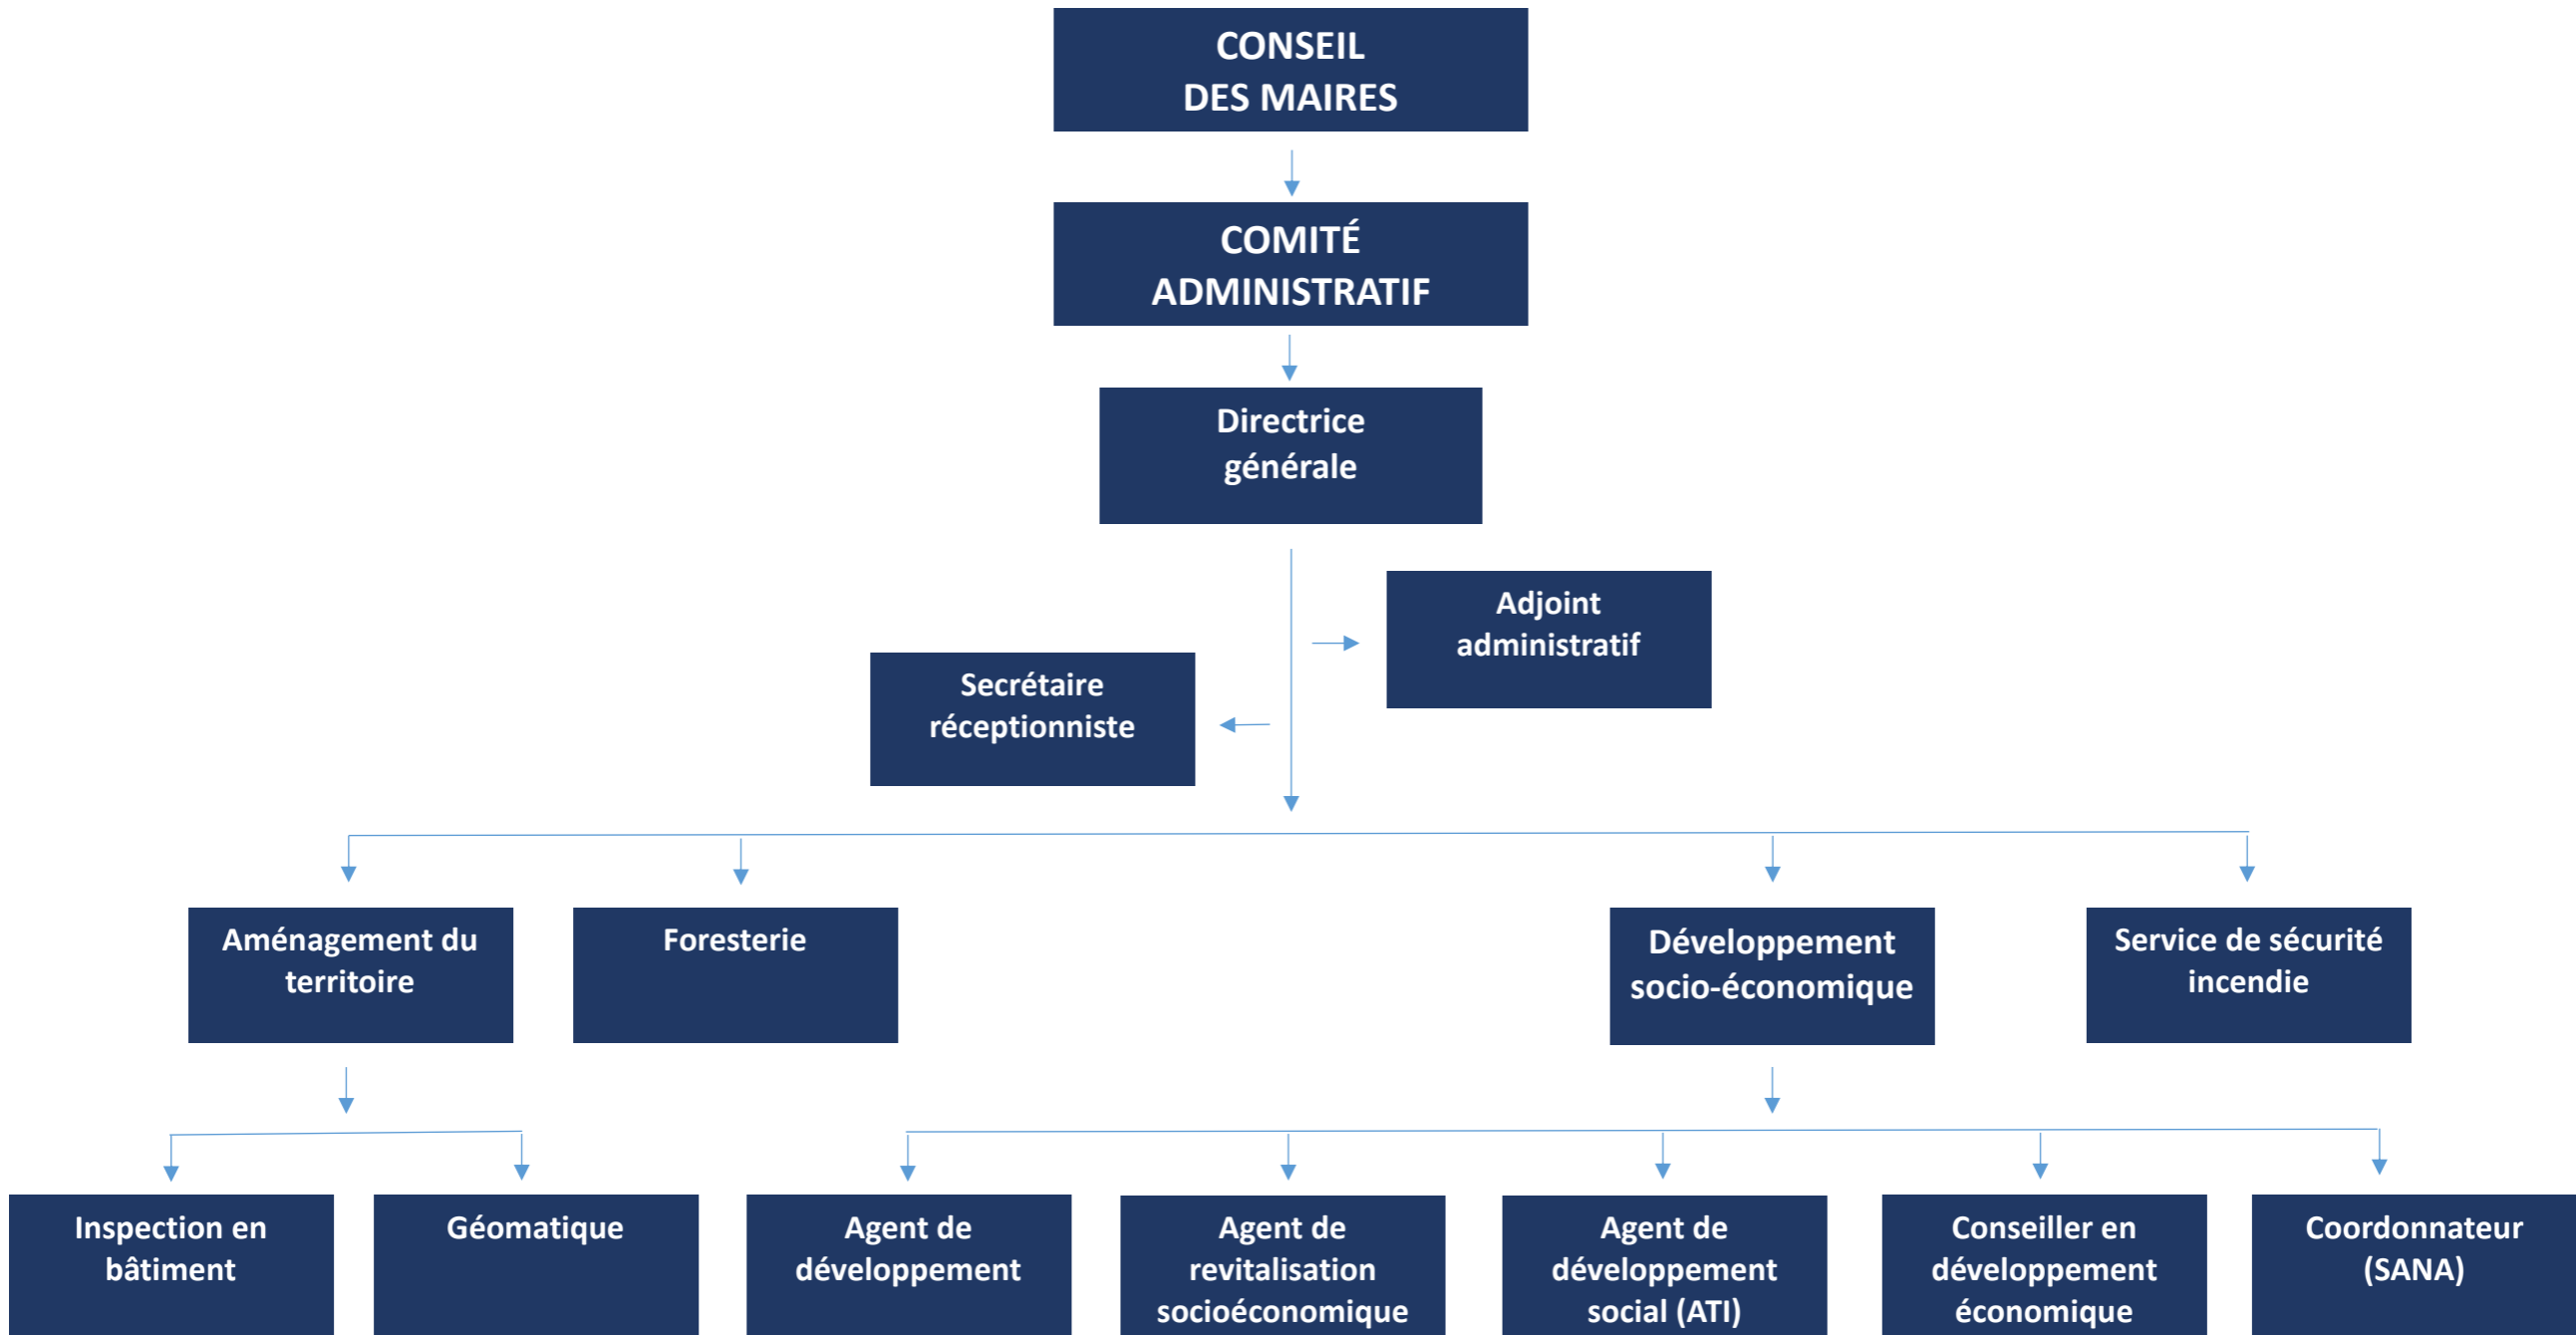 CONSEIL
DES MAIRES
COMITÉ
ADMINISTRATIF
Directrice
générale
Adjoint
administratif
Secrétaire
réceptionniste
Aménagement du
territoire
Foresterie
Développement
socio-économique
Service de sécurité
incendie
Inspection en
bâtiment
Géomatique
Agent de
développement
Agent de
revitalisation
socioéconomique
Agent de
développement
social (ATI)
Conseiller en
développement
économique
Coordonnateur
(SANA)